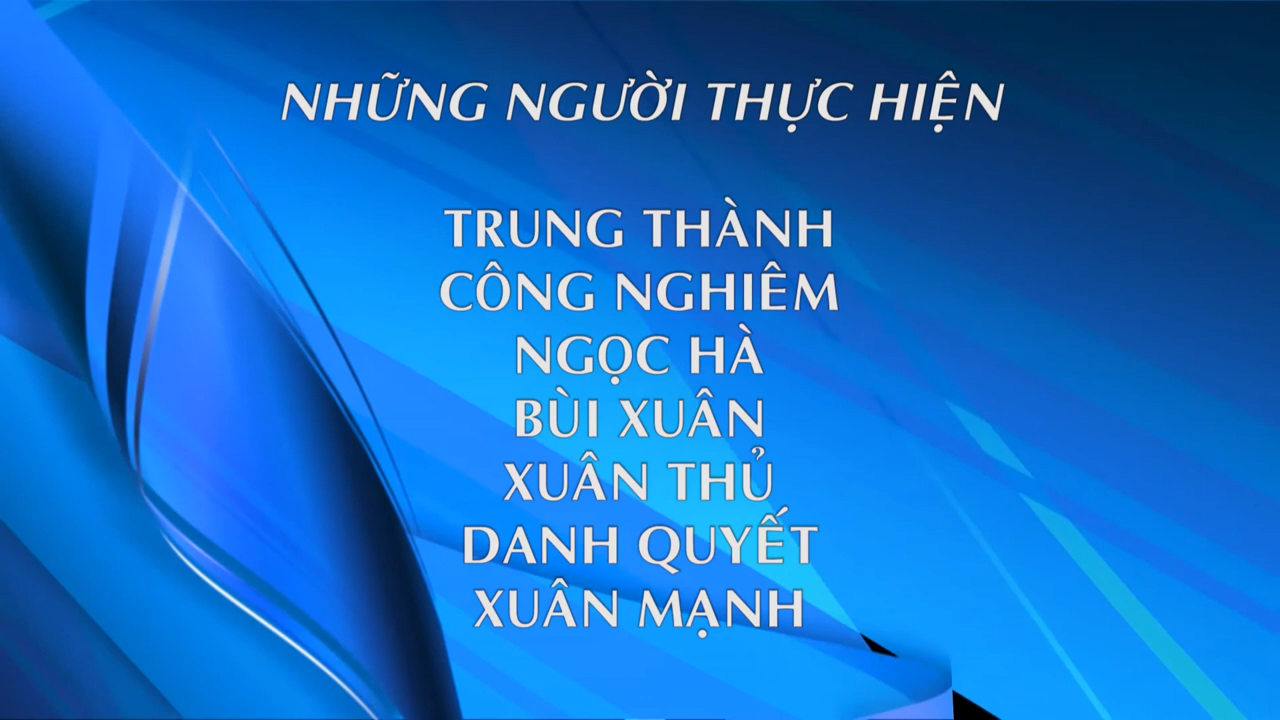 NHỮNG NGƯỜI THỰC HIỆN
TRUNG THÀNH
CÔNG NGHIÊM
NGỌC HÀ
BÙI XUÂN
XUÂN THỦ
DANH QUYẾT
XUÂN MẠNH